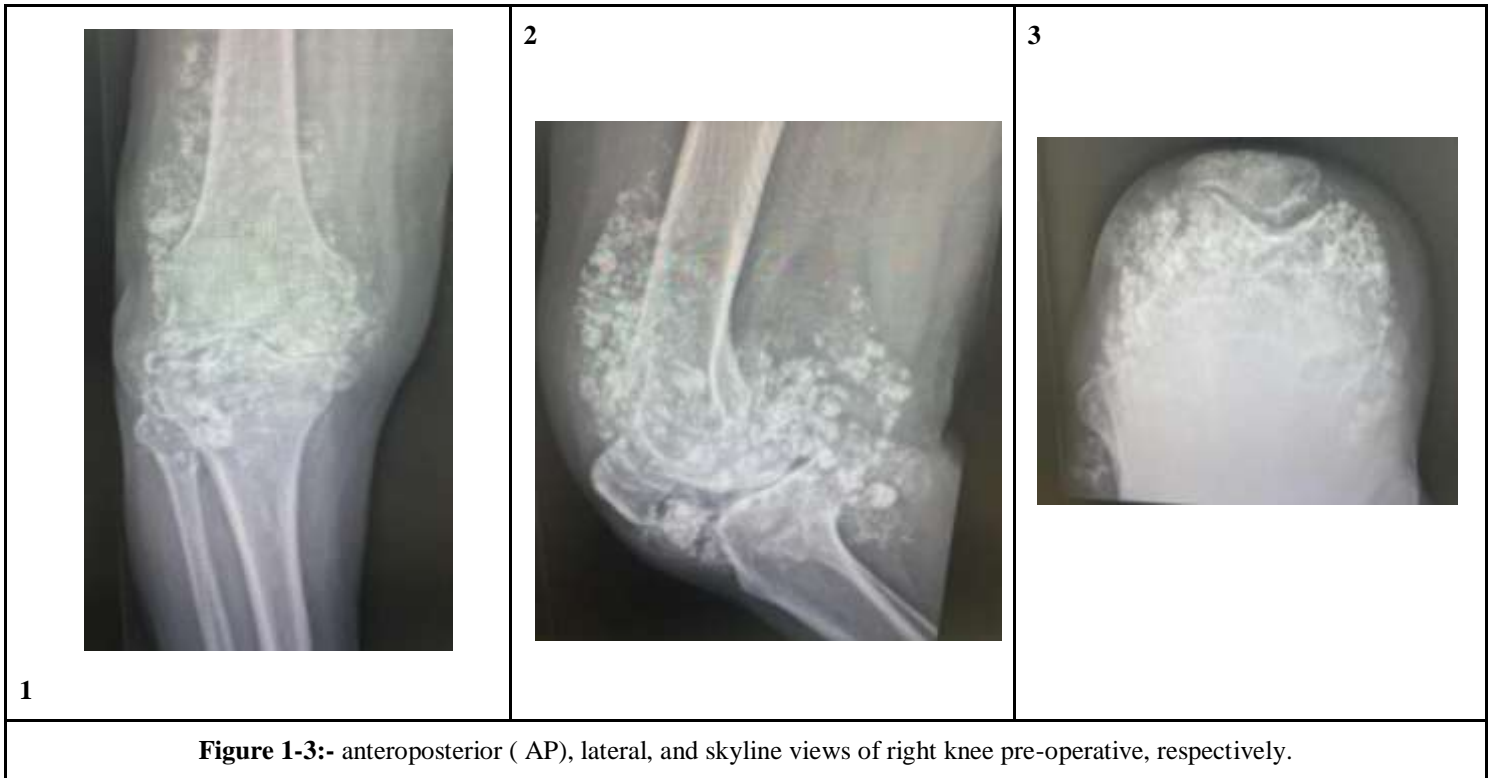 2
3
1
Figure 1-3:- anteroposterior ( AP), lateral, and skyline views of right knee pre-operative, respectively.